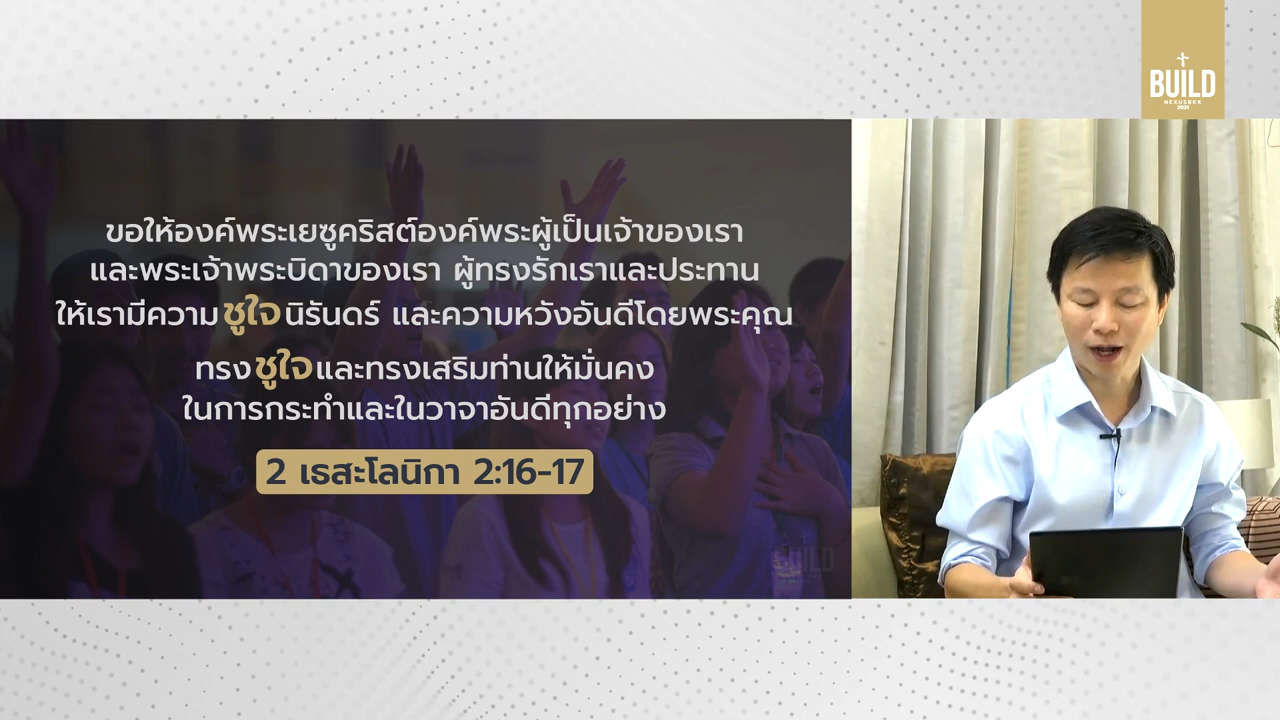 BUILD
NEXUSBKK
2021
ขอให้องค์พระเยซูคริสต์องค์พระผู้เป็นเจ้าของเรา
และพระเจ้าพระบิดาของเรา ผู้ทรงรักเราและประทาน
ให้เรามีความชูใจนิรันดร์ และความหวังอันดีโดยพระคุณ
ทรงชูใจและทรงเสริมท่านให้มั่นคง
ในการกระทำและในวาจาอันดีทุกอย่าง
2 เธสะโลนิกา 2:16-17
BUILD